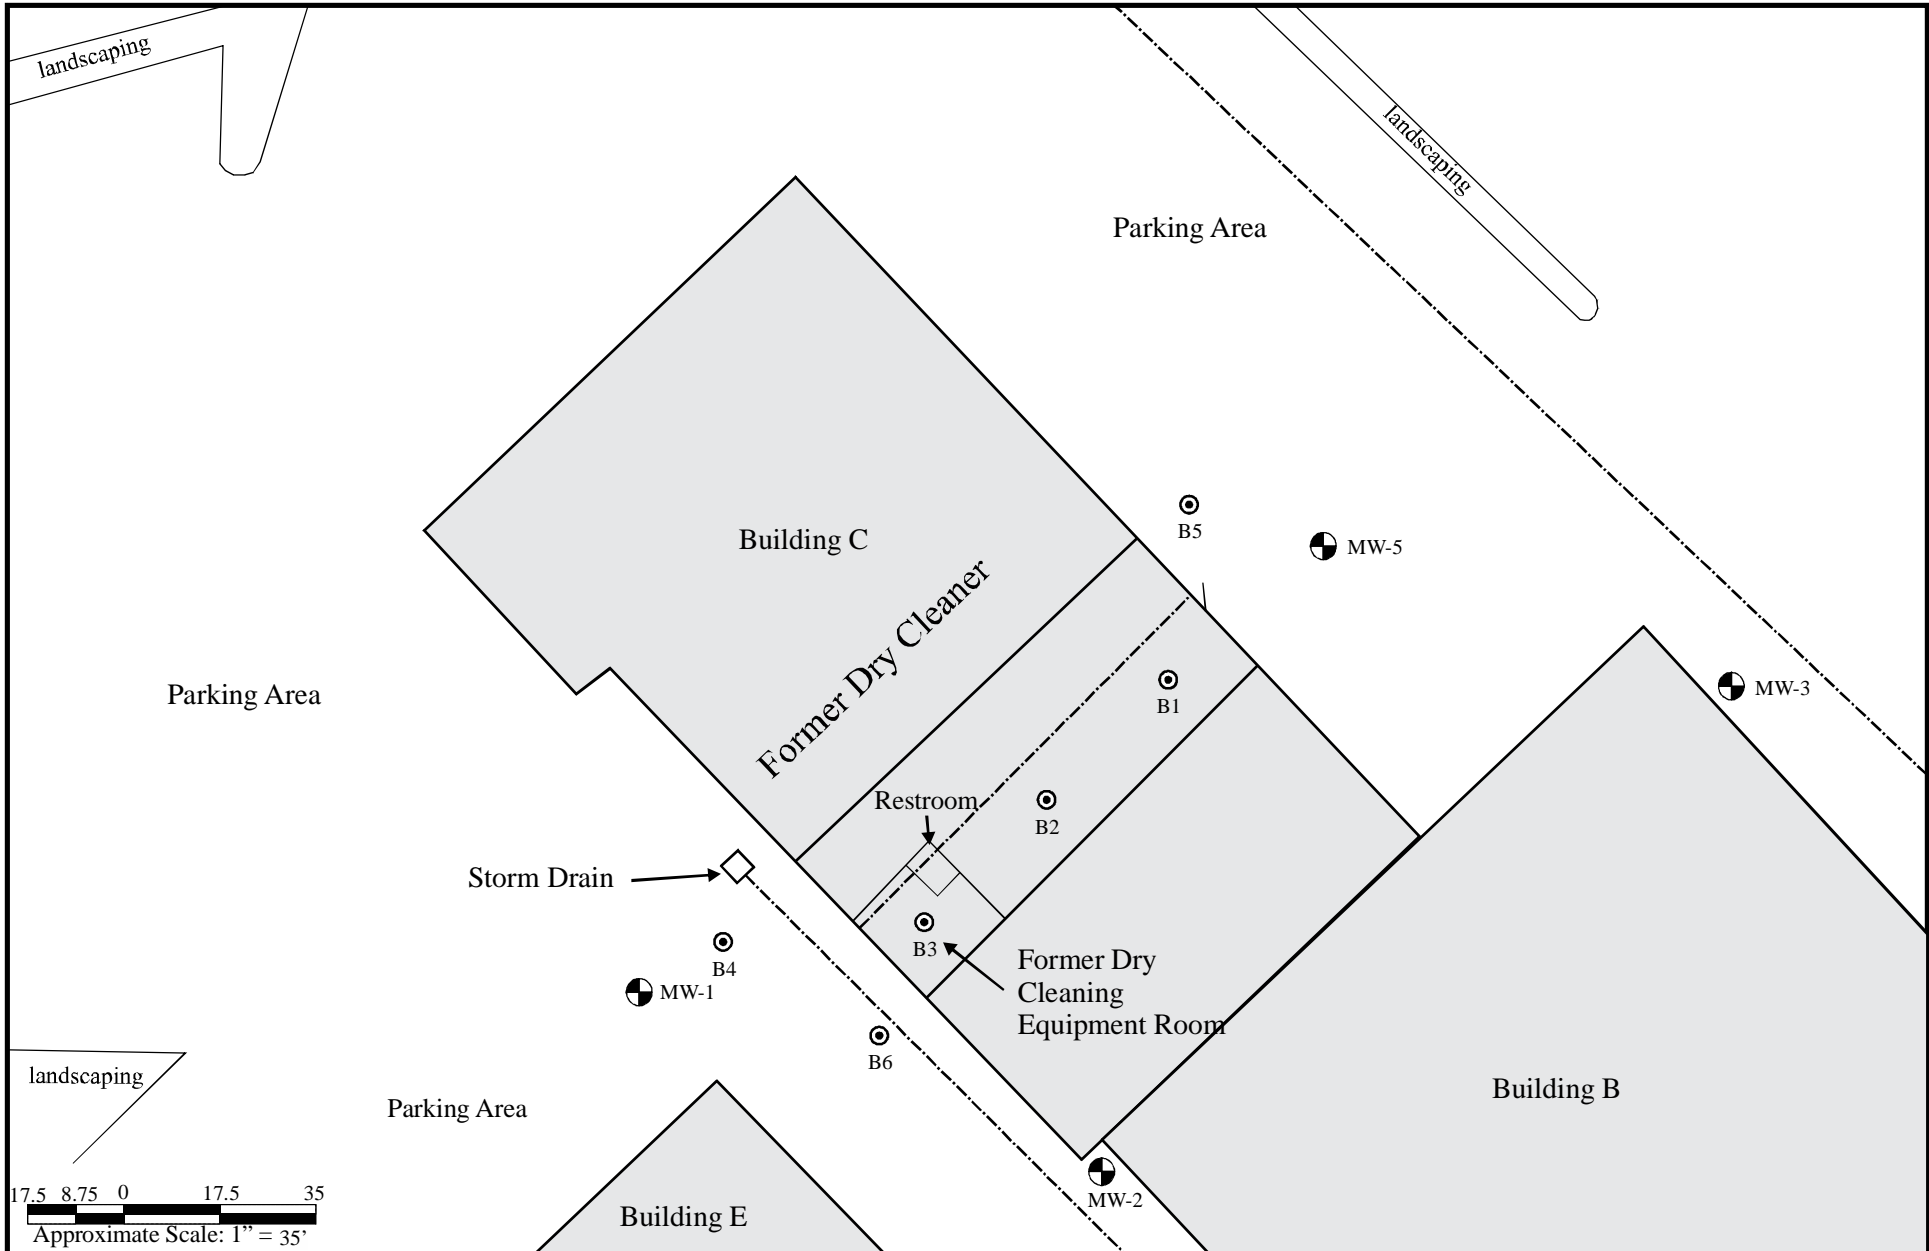 landscaping
landscaping
Parking Area
B5
MW-5
Building C
Former Dry Cleaner
Parking Area
B1
MW-3
Restroom
B2
Storm Drain
B3
B4
Former Dry
Cleaning
Equipment Room
MW-1
B6
landscaping
Parking Area
Building B
MW-2
17.5 8.75 0 17.5 35
Building E
Approximate Scale: 1” = 35’